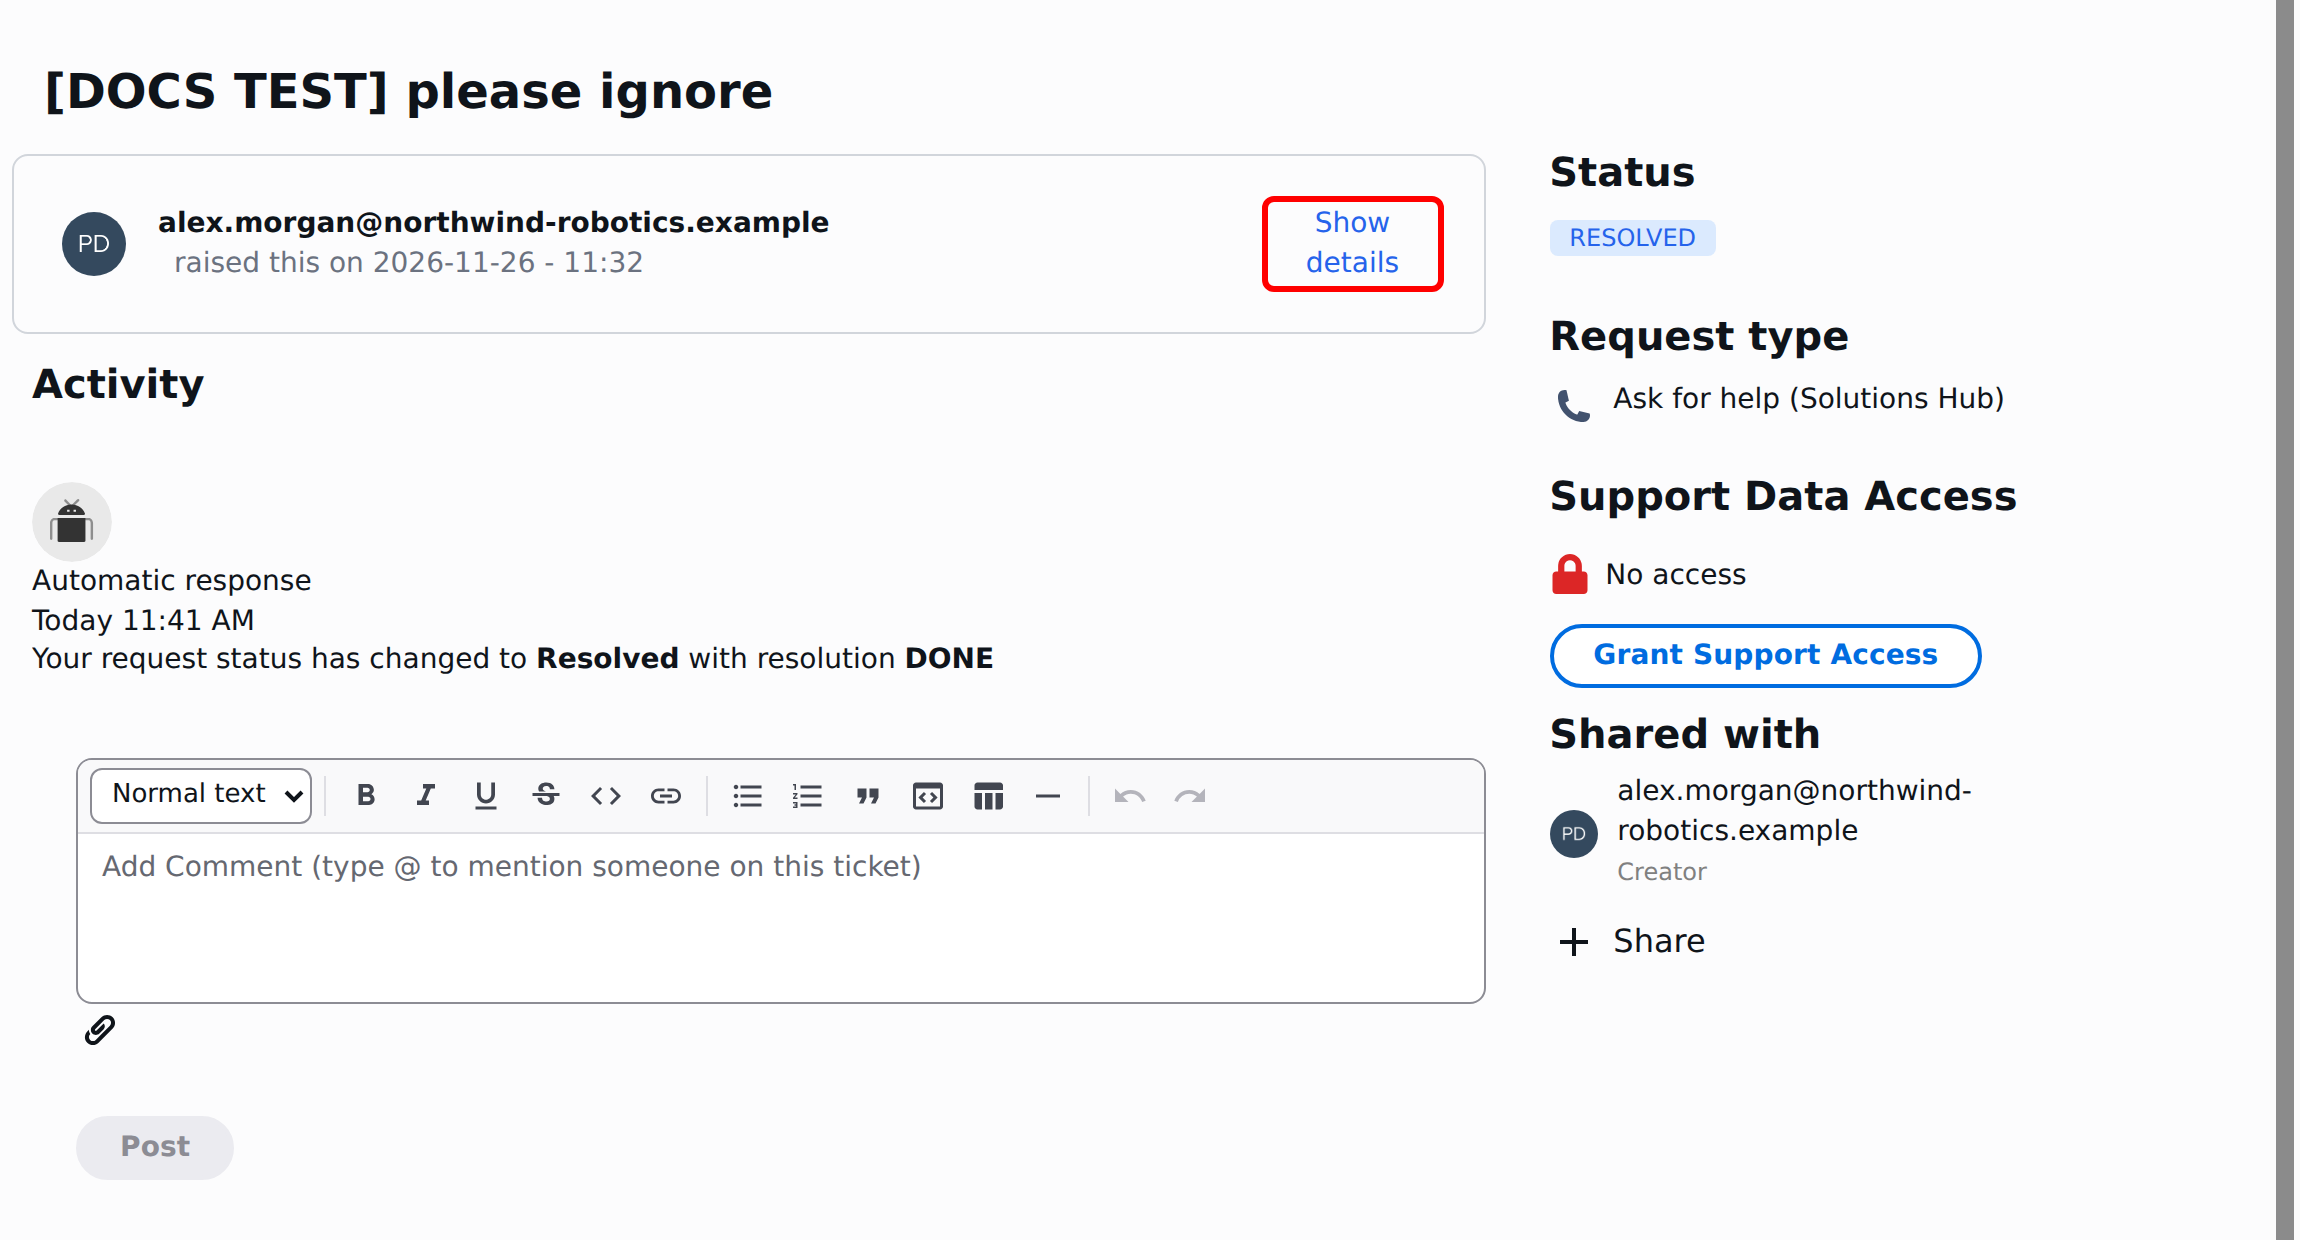 [DOCS TEST] please ignore
PD
alex.morgan@northwind-robotics.example
raised this on 2026-11-26 - 11:32
Show
details
Activity
Automatic response
Today 11:41 AM
Your request status has changed to Resolved with resolution DONE
Normal text
Add Comment (type @ to mention someone on this ticket)
Post
Status
RESOLVED
Request type
Ask for help (Solutions Hub)
Support Data Access
No access
Grant Support Access
Shared with
PD
alex.morgan@northwind-
robotics.example
Creator
Share